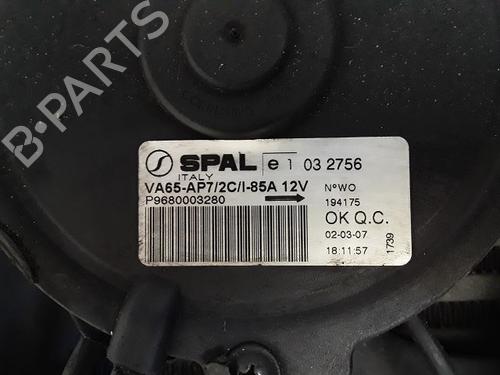 B-PARTS
SPAL e1 03 2756
ITALY
VA65-AP7/2C/I-85A 12V
P9680003280
N°WO
194175
OK Q.C.
02-03-07
18:11:57
1739